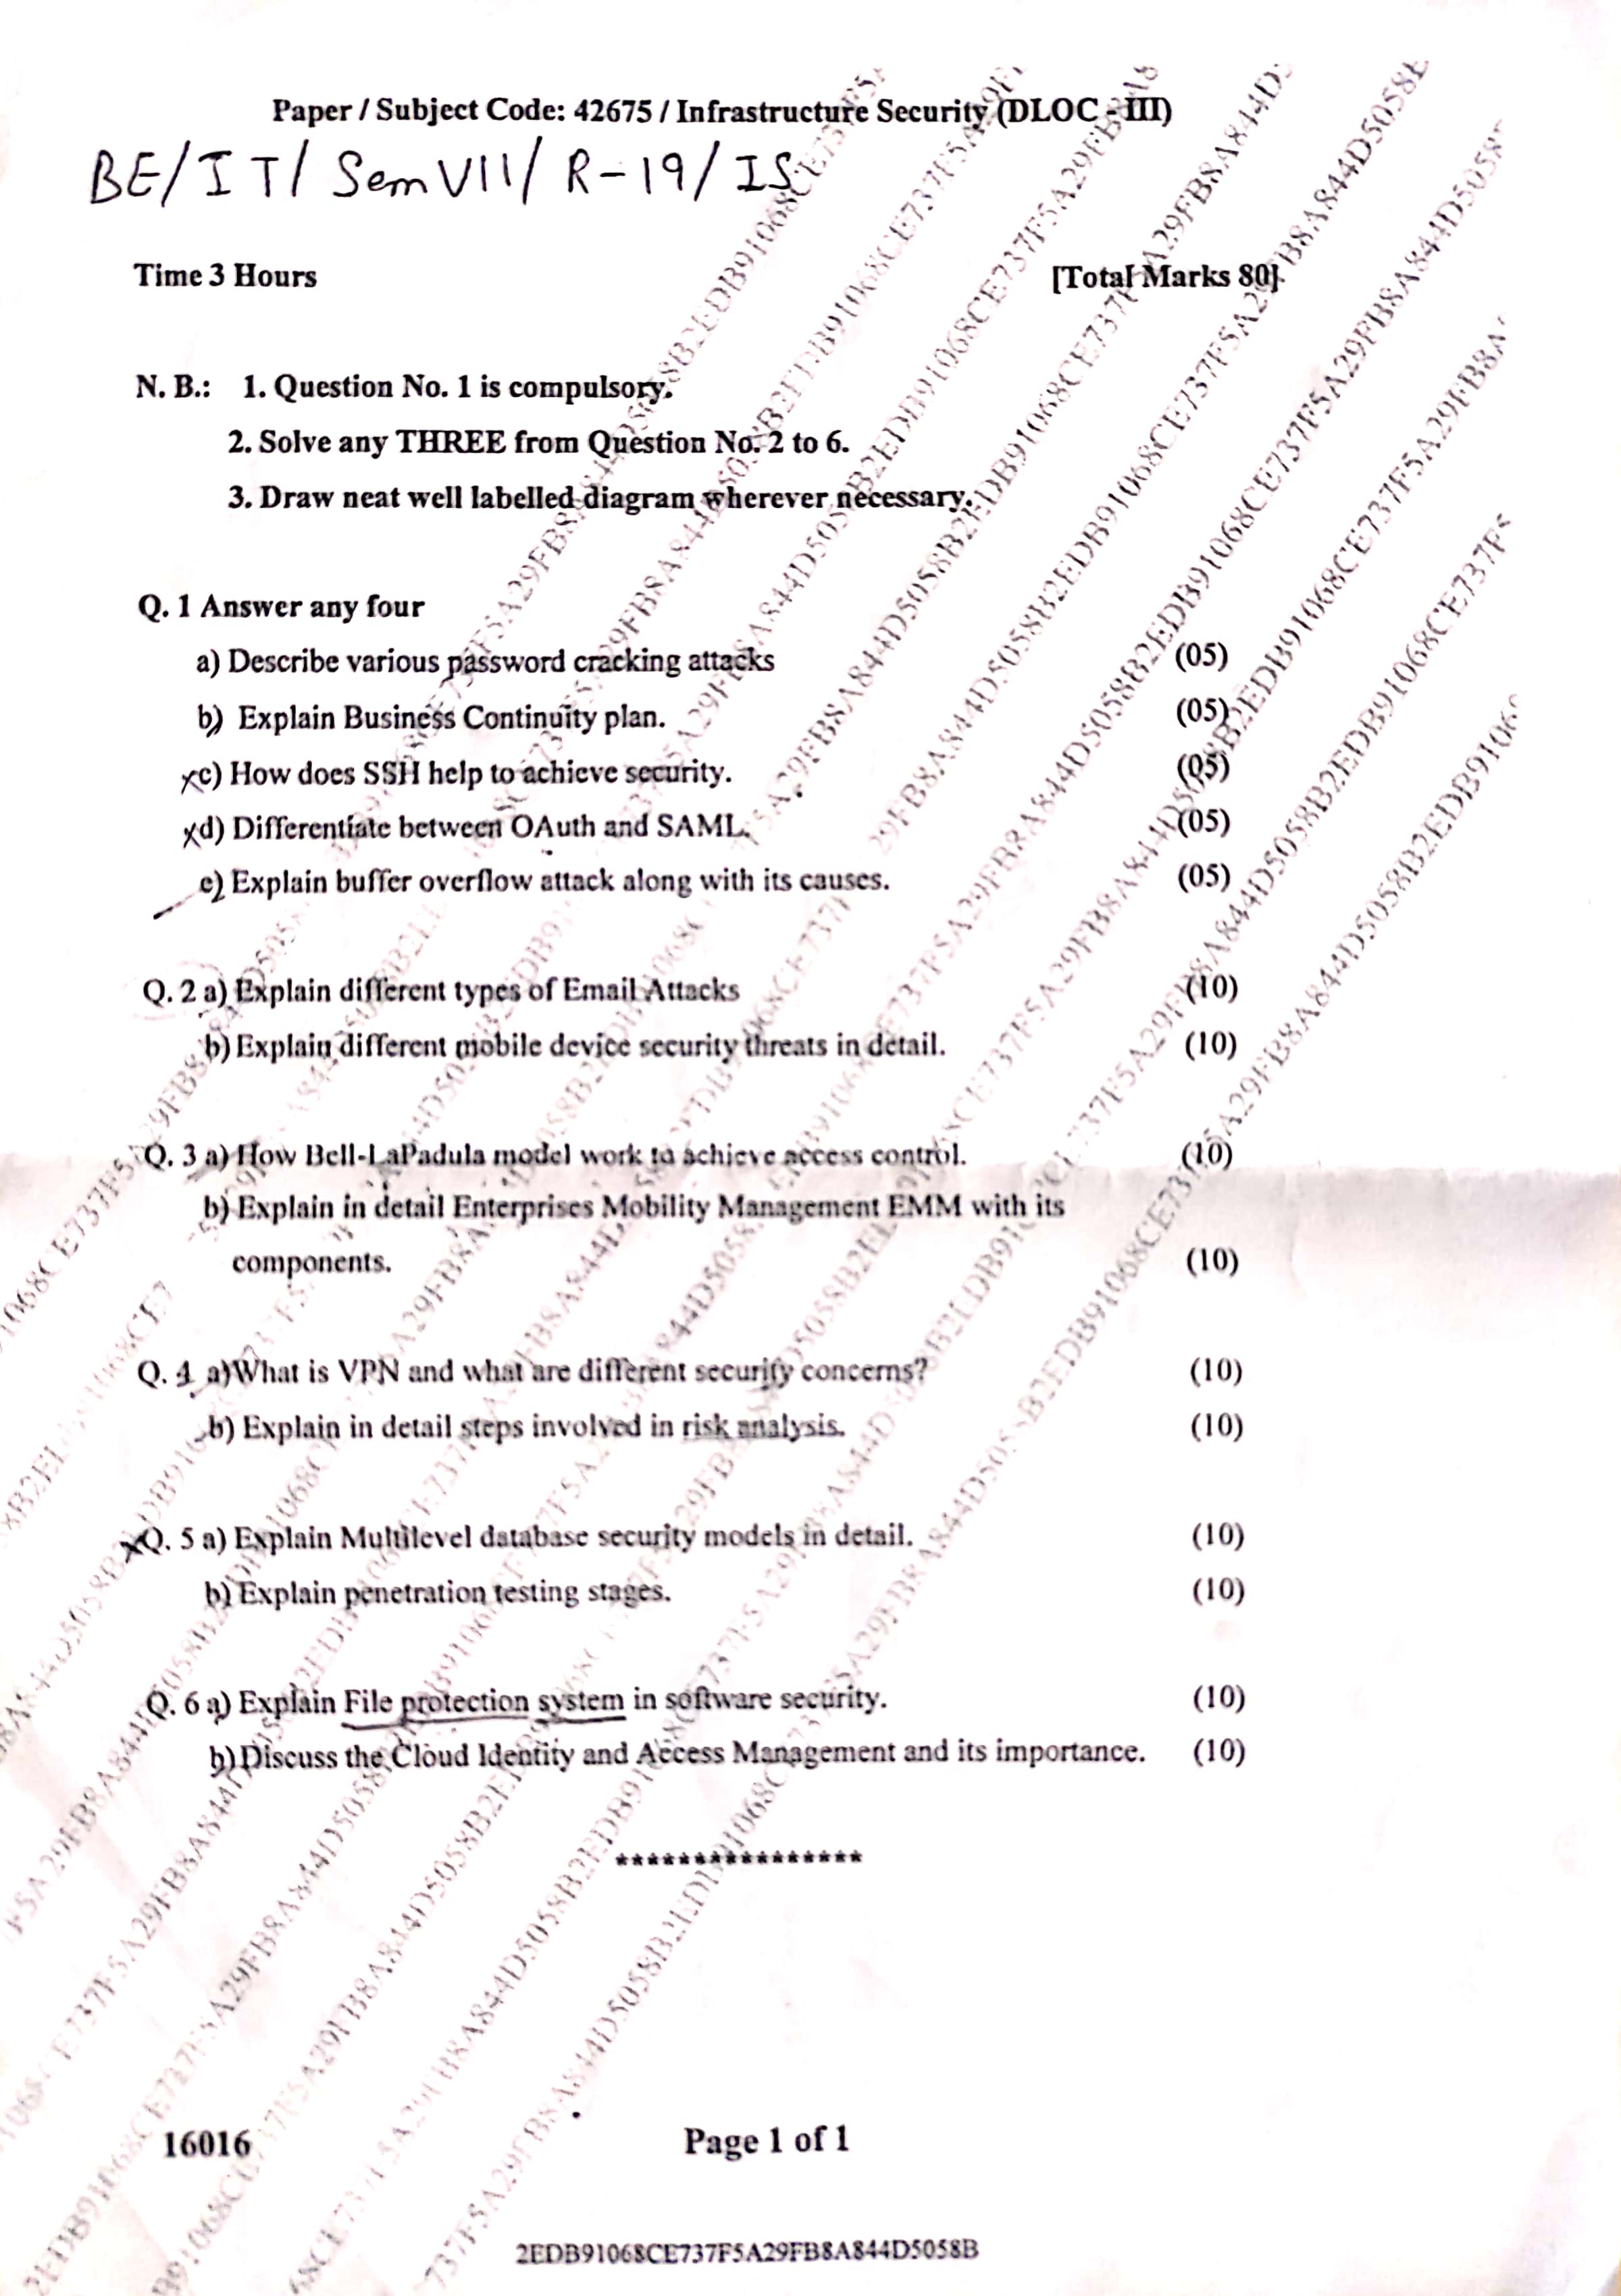 Paper / Subject Code: 42675 / Infrastructure Security (DLOC - III)
BE/IT/ Sem VII/ R-19/ IS
Time 3 Hours [Total Marks 80]
N. B.: 1. Question No. 1 is compulsory.
2. Solve any THREE from Question No. 2 to 6.
3. Draw neat well labelled diagram wherever necessary.
Q. 1 Answer any four
a) Describe various password cracking attacks (05)
b) Explain Business Continuity plan. (05)
c) How does SSH help to achieve security. (05)
d) Differentiate between OAuth and SAML. (05)
e) Explain buffer overflow attack along with its causes. (05)
Q. 2 a) Explain different types of Email Attacks (10)
b) Explain different mobile device security threats in detail. (10)
Q. 3 a) How Bell-LaPadula model work to achieve access control. (10)
b) Explain in detail Enterprises Mobility Management EMM with its
components. (10)
Q. 4 a) What is VPN and what are different security concerns? (10)
b) Explain in detail steps involved in risk analysis. (10)
Q. 5 a) Explain Multilevel database security models in detail. (10)
b) Explain penetration testing stages. (10)
Q. 6 a) Explain File protection system in software security. (10)
b) Discuss the Cloud Identity and Access Management and its importance. (10)
****************
16016 Page 1 of 1
2EDB91068CE737F5A29FB8A844D5058B